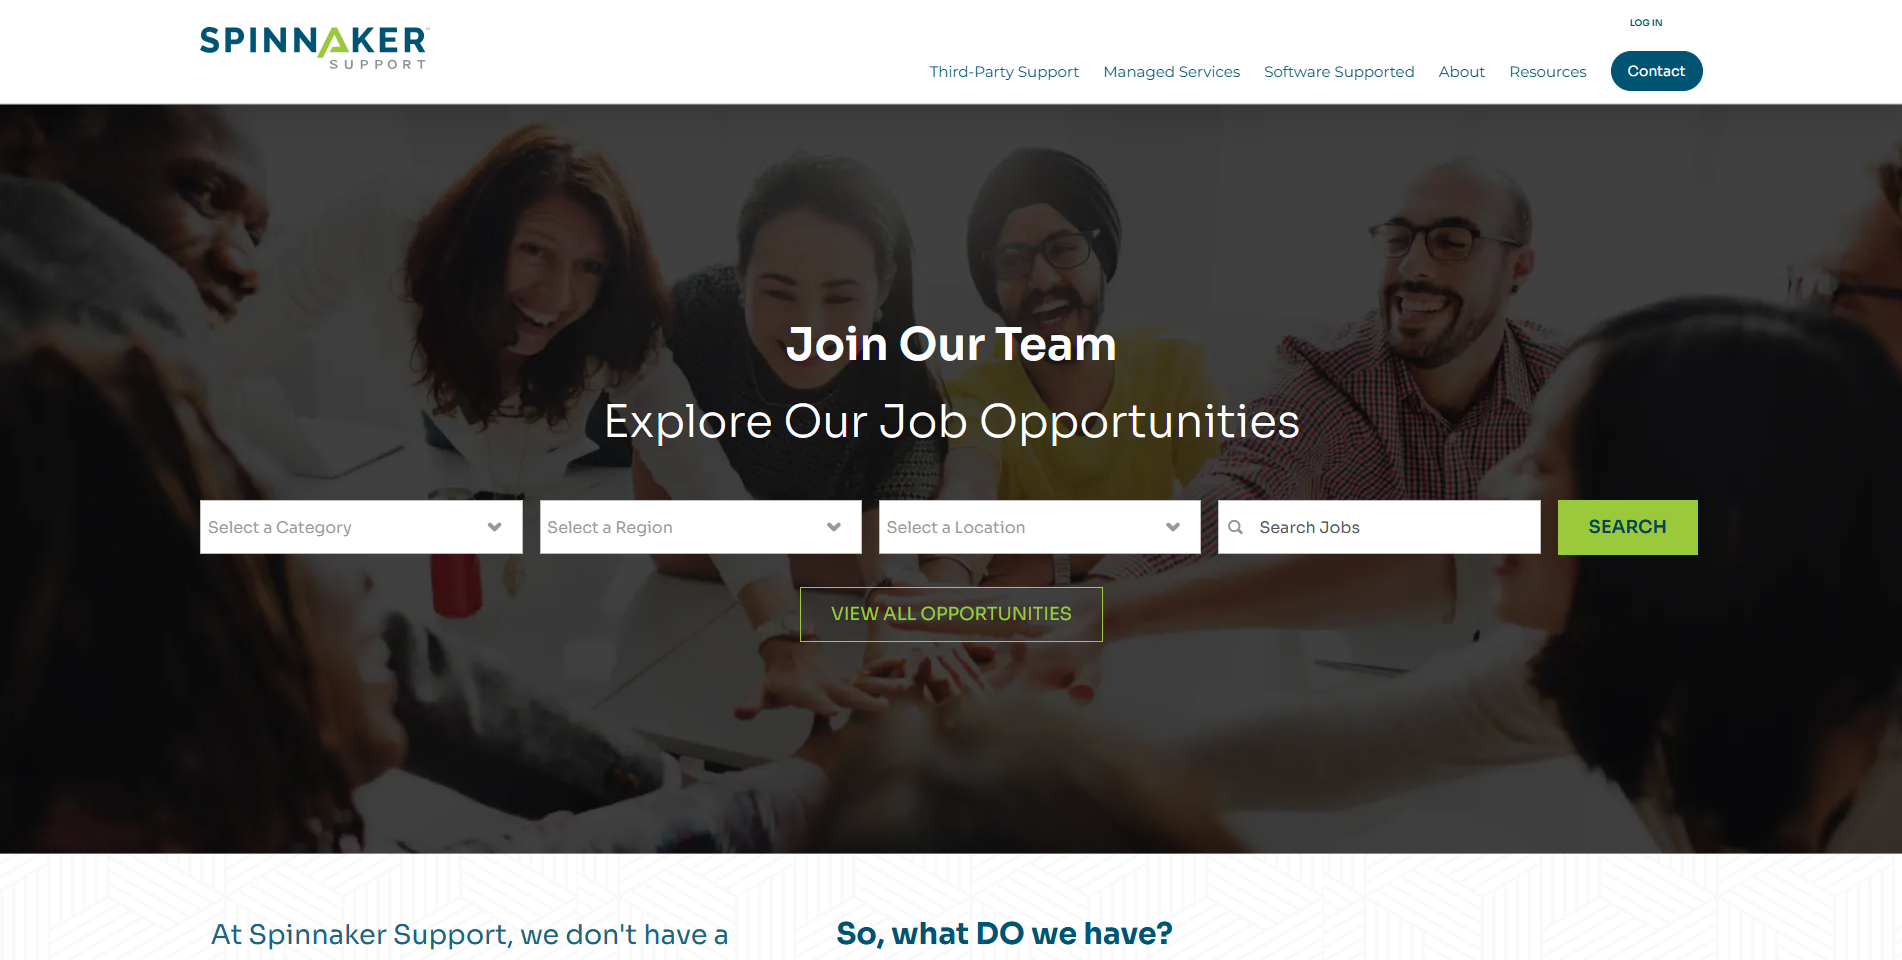 SPINNAKER
SUPPORT
LOG IN
Third-Party Support
Managed Services
Software Supported
About
Resources
Contact
Join Our Team
Explore Our Job Opportunities
Select a Category
Select a Region
Select a Location
Search Jobs
SEARCH
VIEW ALL OPPORTUNITIES
At Spinnaker Support, we don't have a
So, what DO we have?